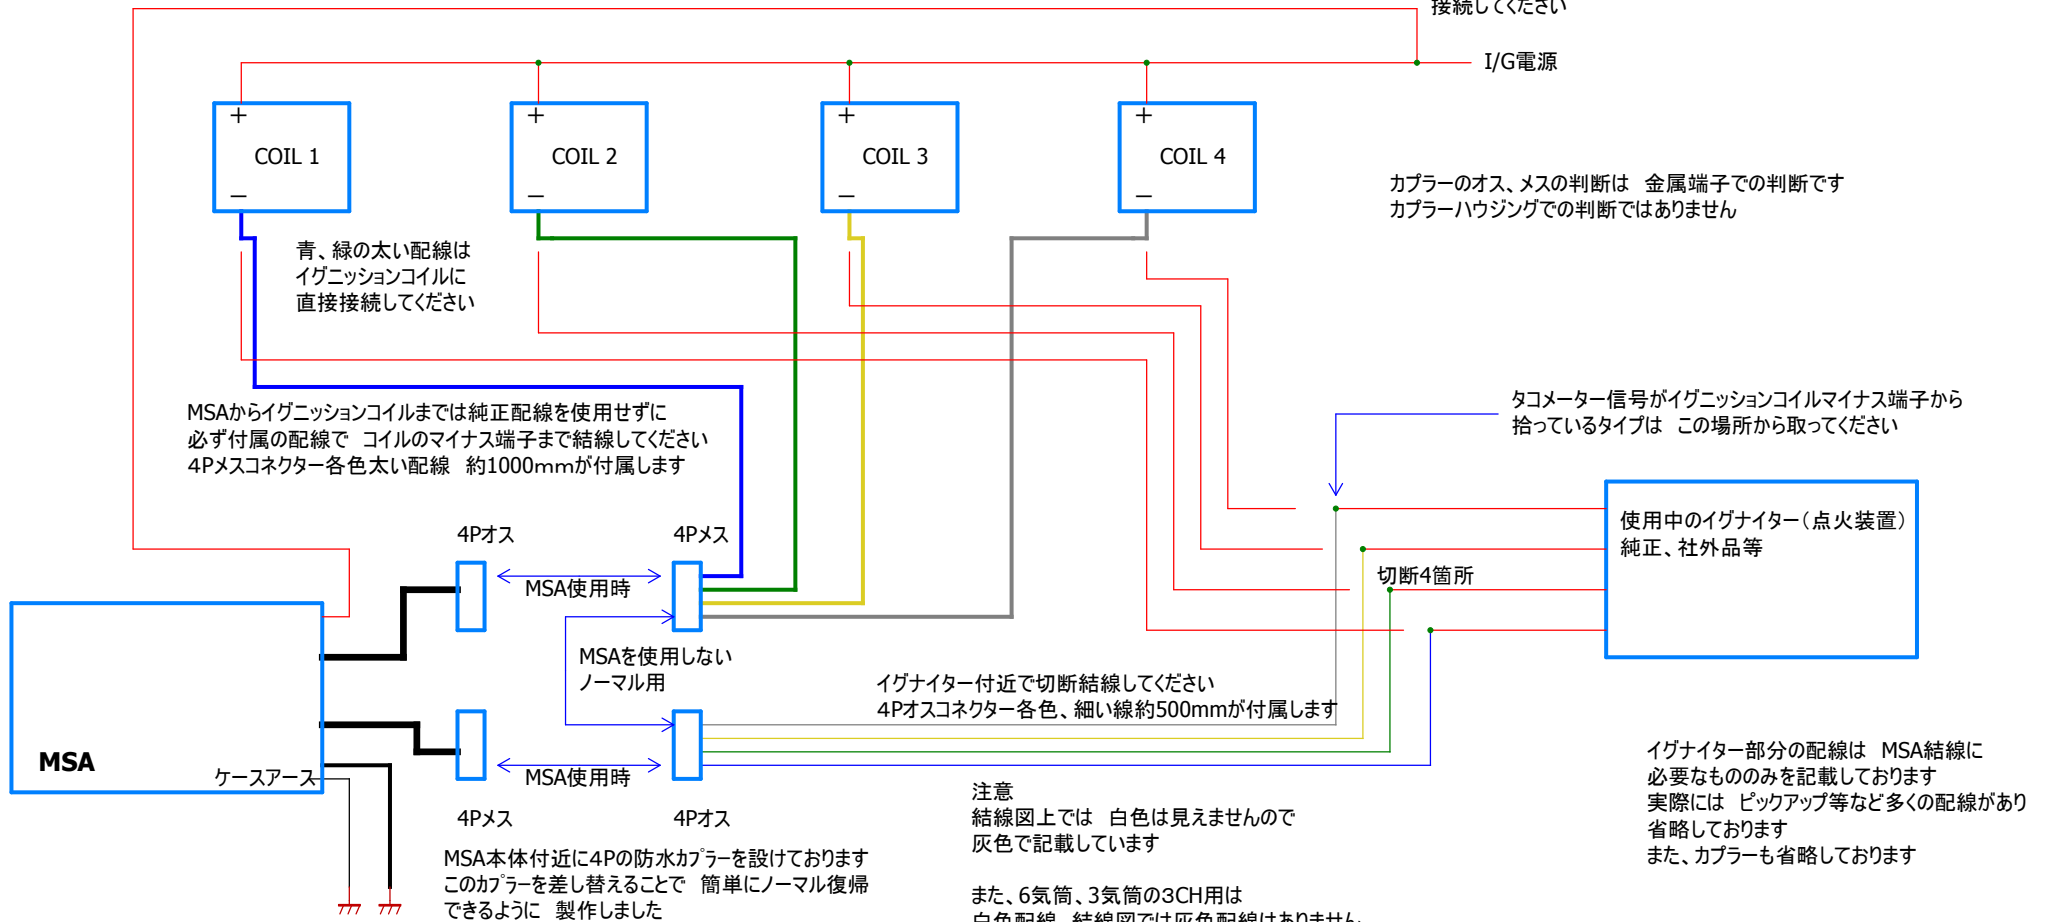 接続してください
I/G電源
+
COIL 1
−
+
COIL 2
−
+
COIL 3
−
+
COIL 4
−
カプラーのオス、メスの判断は 金属端子での判断です
カプラーハウジングでの判断ではありません
青、緑の太い配線は
イグニッションコイルに
直接接続してください
MSAからイグニッションコイルまでは純正配線を使用せずに
必ず付属の配線で コイルのマイナス端子まで結線してください
4Pメスコネクター各色太い配線 約1000mmが付属します
タコメーター信号がイグニッションコイルマイナス端子から
拾っているタイプは この場所から取ってください
4Pオス
4Pメス
MSA使用時
使用中のイグナイター(点火装置)
純正、社外品等
切断4箇所
MSAを使用しない
ノーマル用
イグナイター付近で切断結線してください
4Pオスコネクター各色、細い線約500mmが付属します
MSA
ケースアース
MSA使用時
4Pメス
4Pオス
MSA本体付近に4Pの防水カプラーを設けております
このカプラーを差し替えることで 簡単にノーマル復帰
できるように 製作しました
注意
結線図上では 白色は見えませんので
灰色で記載しています
また、6気筒、3気筒の3CH用は
白色配線 結線図では灰色配線はありません
イグナイター部分の配線は MSA結線に
必要なもののみを記載しております
実際には ピックアップ等など多くの配線があり
省略しております
また、カプラーも省略しております